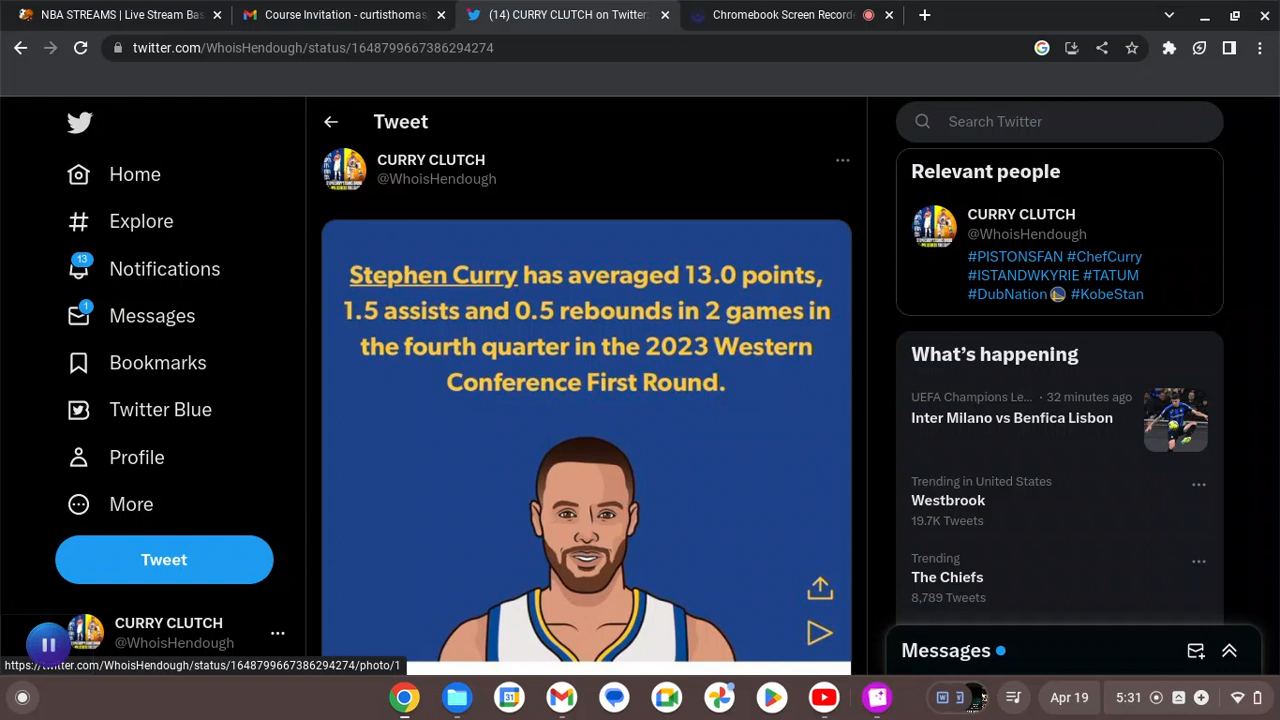 NBA STREAMS | Live Stream Bas
Course Invitation - curtisthomas
(14) CURRY CLUTCH on Twitter:
Chromebook Screen Record
twitter.com/WhoisHendough/status/1648799667386294274
Home
Explore
13
Notifications
1
Messages
Bookmarks
Twitter Blue
Profile
More
Tweet
CURRY CLUTCH
@WhoisHendough
https://twitter.com/WhoisHendough/status/1648799667386294274/photo/1
Tweet
CURRY CLUTCH
@WhoisHendough
Stephen Curry has averaged 13.0 points,
1.5 assists and 0.5 rebounds in 2 games in
the fourth quarter in the 2023 Western
Conference First Round.
Search Twitter
Relevant people
CURRY CLUTCH
@WhoisHendough
#PISTONSFAN #ChefCurry
#ISTANDWKYRIE #TATUM
#DubNation #KobeStan
What's happening
UEFA Champions Le... · 32 minutes ago
Inter Milano vs Benfica Lisbon
Trending in United States
Westbrook
19.7K Tweets
Trending
The Chiefs
8,789 Tweets
Messages
31
Apr 19
5:31